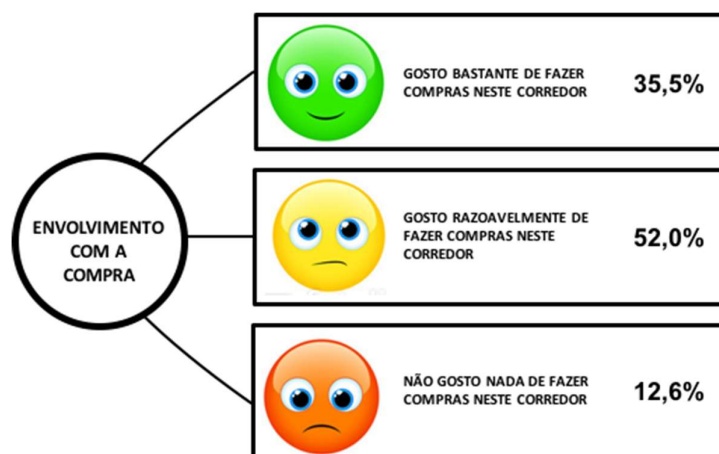 ENVOLVIMENTO
COM A
COMPRA
GOSTO BASTANTE DE FAZER
COMPRAS NESTE CORREDOR
35,5%
GOSTO RAZOAVELMENTE DE
FAZER COMPRAS NESTE
CORREDOR
52,0%
NÃO GOSTO NADA DE FAZER
COMPRAS NESTE CORREDOR
12,6%